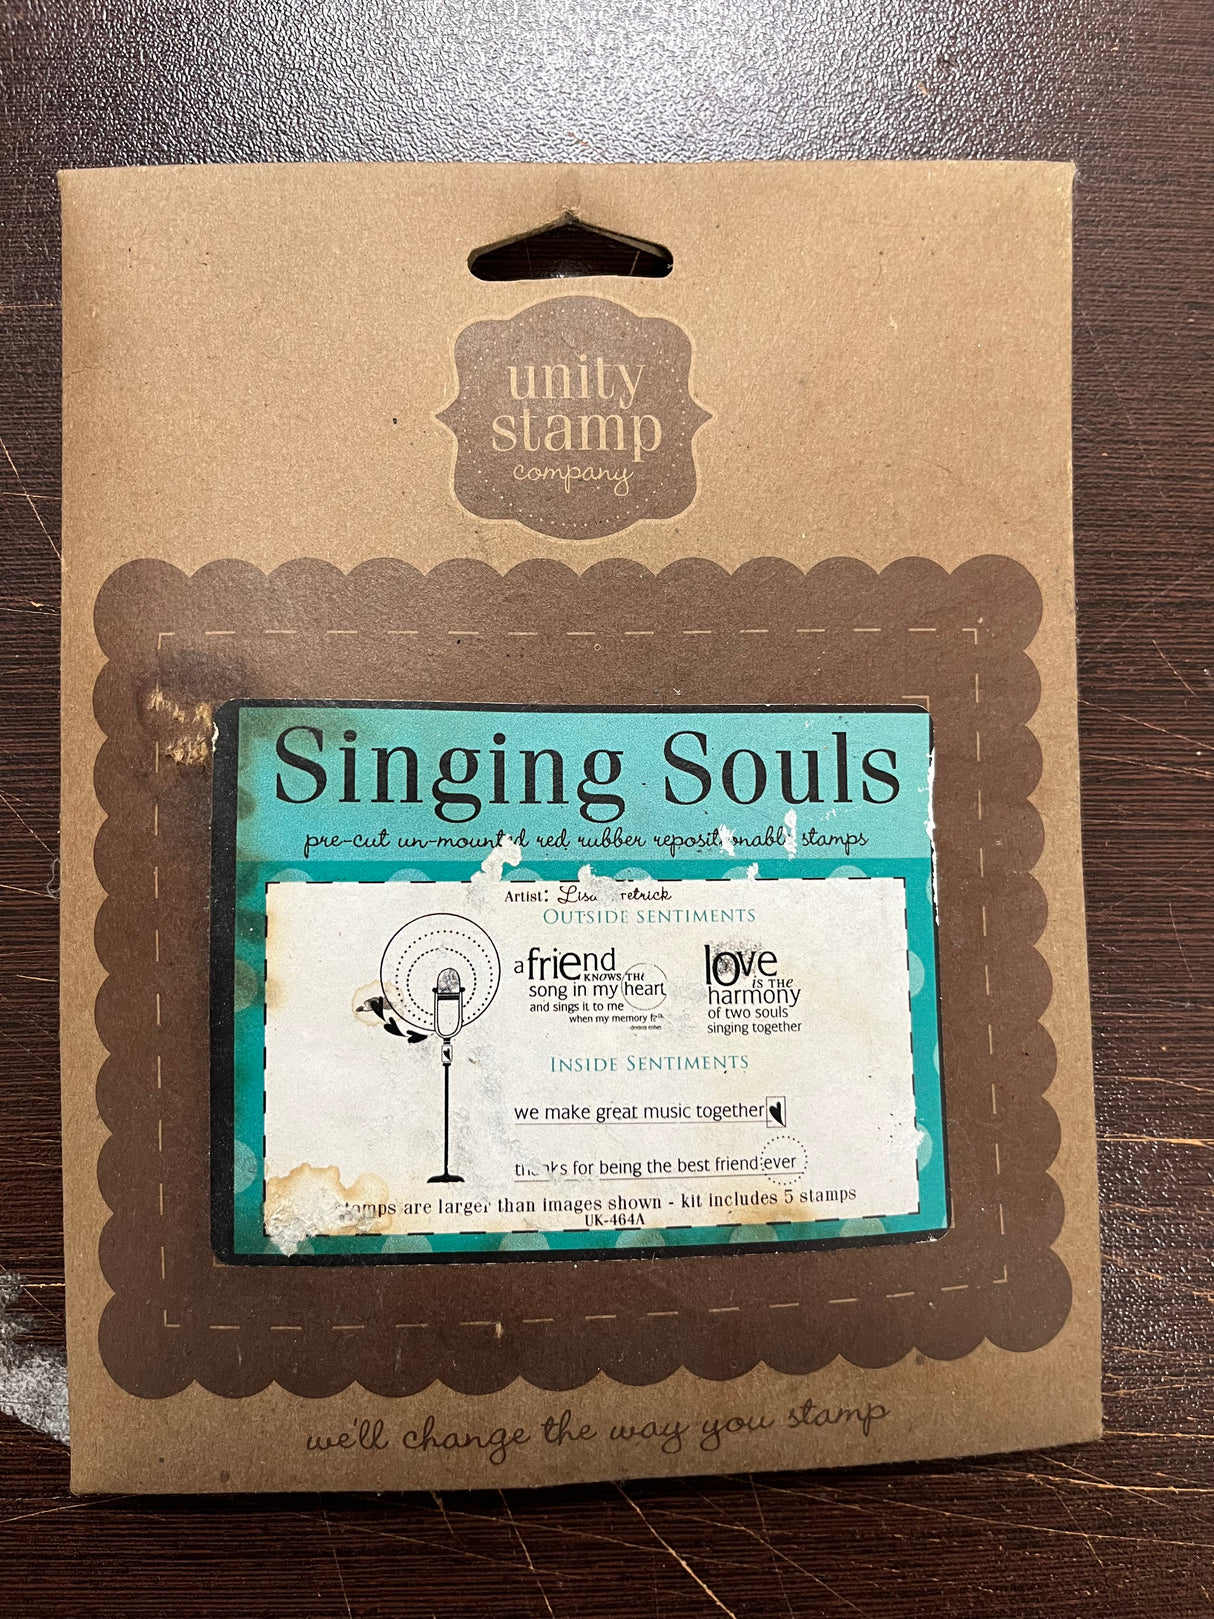 unity
stamp
company
Singing Souls
pre-cut un-mounted red rubber repositionable stamps
Artist:
OUTSIDE SENTIMENTS
a friend
KNOWS THE
song in my heart
and sings it to me
when my memory
love
IS THE
harmony
of two souls
singing together
INSIDE SENTIMENTS
we make great music together
thanks for being the best friend ever
stamps are larger than images shown - kit includes 5 stamps
UK-464A
we'll change the way you stamp